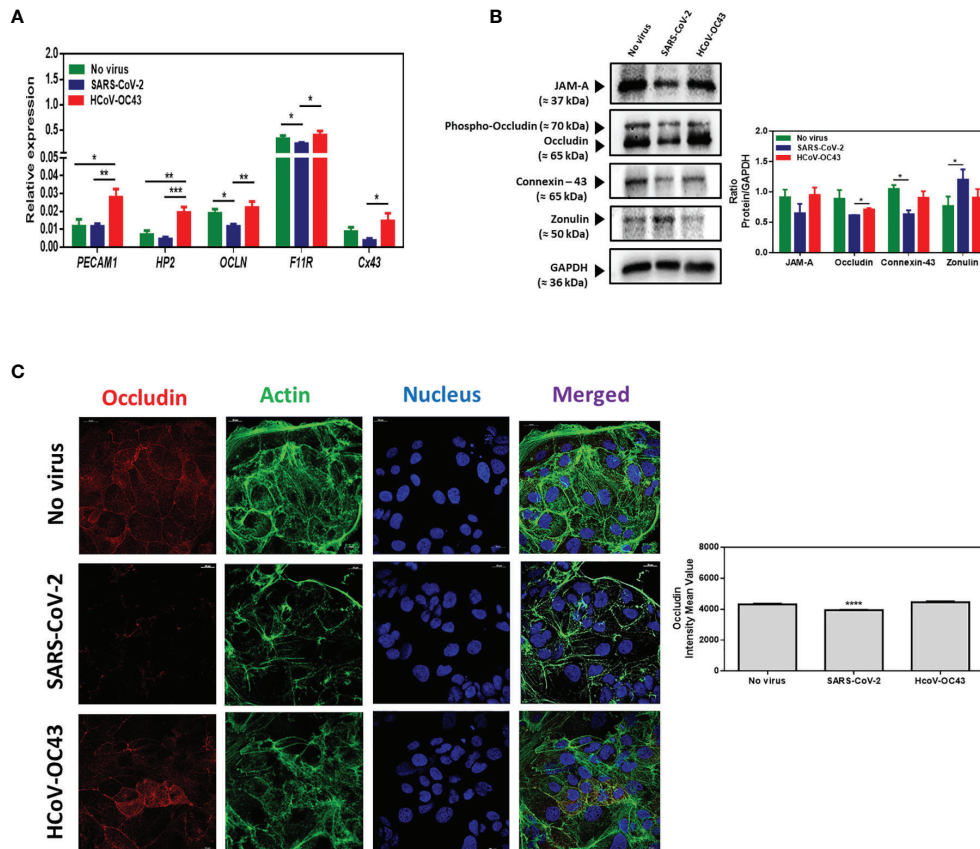 A
Relative expression
2.0
1.5
1.0
0.5
0.05
0.04
0.03
0.02
0.01
0.00
No virus
SARS-CoV-2
HCoV-OC43
*
**
**
***
*
**
*
*
*
PECAM1 HP2 OCLN F11R Cx43
B
No virus SARS-CoV-2 HCoV-OC43
JAM-A
(≈ 37 kDa)
Phospho-Occludin (≈ 70 kDa)
Occludin
(≈ 65 kDa)
Connexin – 43
(≈ 65 kDa)
Zonulin
(≈ 50 kDa)
GAPDH
(≈ 36 kDa)
Ratio
Protein/GAPDH
2.0
1.5
1.0
0.5
0.0
No virus
SARS-CoV-2
HCoV-OC43
*
*
*
JAM-A Occludin Connexin-43 Zonulin
C
Occludin Actin Nucleus Merged
No virus
SARS-CoV-2
HCoV-OC43
Occludin
Intensity Mean Value
8000
6000
4000
2000
0
****
No virus SARS-CoV-2 HcoV-OC43